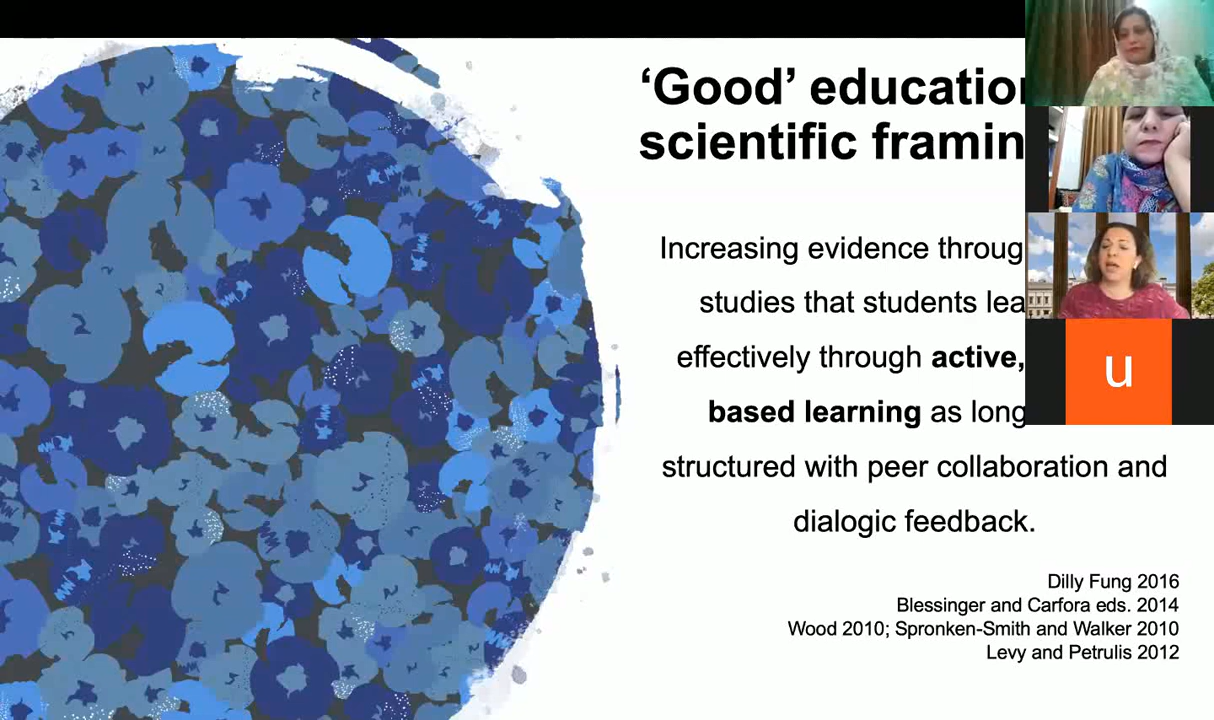 ‘Good’ education
scientific framin
Increasing evidence throug
studies that students lea
effectively through active,
based learning as long
structured with peer collaboration and
dialogic feedback.
Dilly Fung 2016
Blessinger and Carfora eds. 2014
Wood 2010; Spronken-Smith and Walker 2010
Levy and Petrulis 2012
u